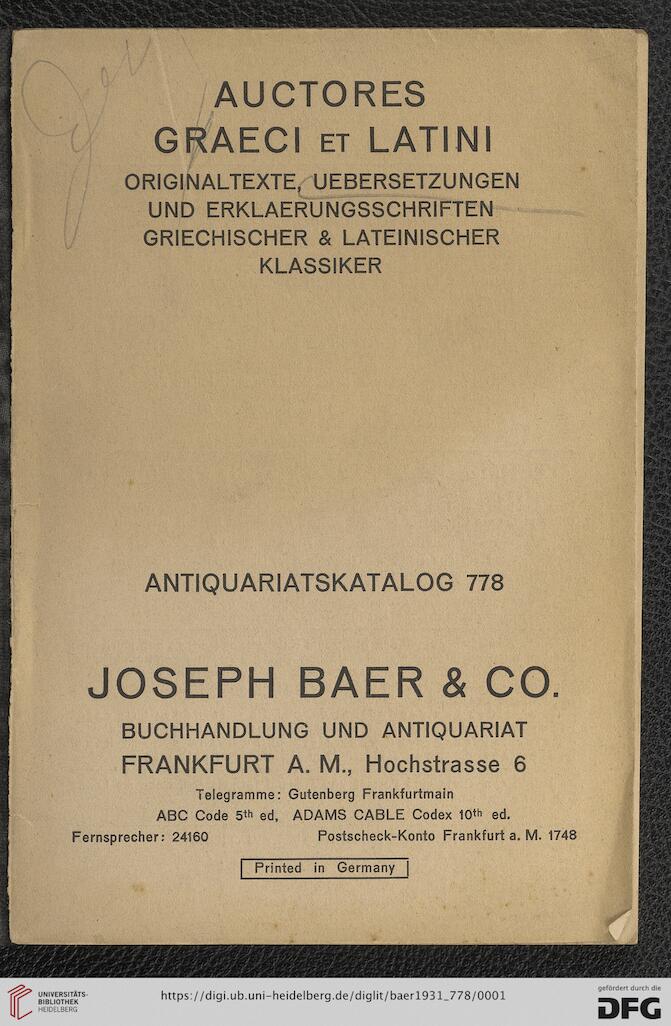 AUCTORES
GRAECI ET LATINI
ORIGINALTEXTE, UEBERSETZUNGEN
UND ERKLAERUNGSSCHRIFTEN
GRIECHISCHER & LATEINISCHER
KLASSIKER
ANTIQUARIATSKATALOG 778
JOSEPH BAER & CO.
BUCHHANDLUNG UND ANTIQUARIAT
FRANKFURT A. M., Hochstrasse 6
Telegramme: Gutenberg Frankfurtmain
ABC Code 5th ed, ADAMS CABLE Codex 10th ed.
Fernsprecher: 24160 Postscheck-Konto Frankfurt a. M. 1748
Printed in Germany
UNIVERSITÄTS-
BIBLIOTHEK
HEIDELBERG
https://digi.ub.uni-heidelberg.de/diglit/baer1931_778/0001
gefördert durch die
DFG